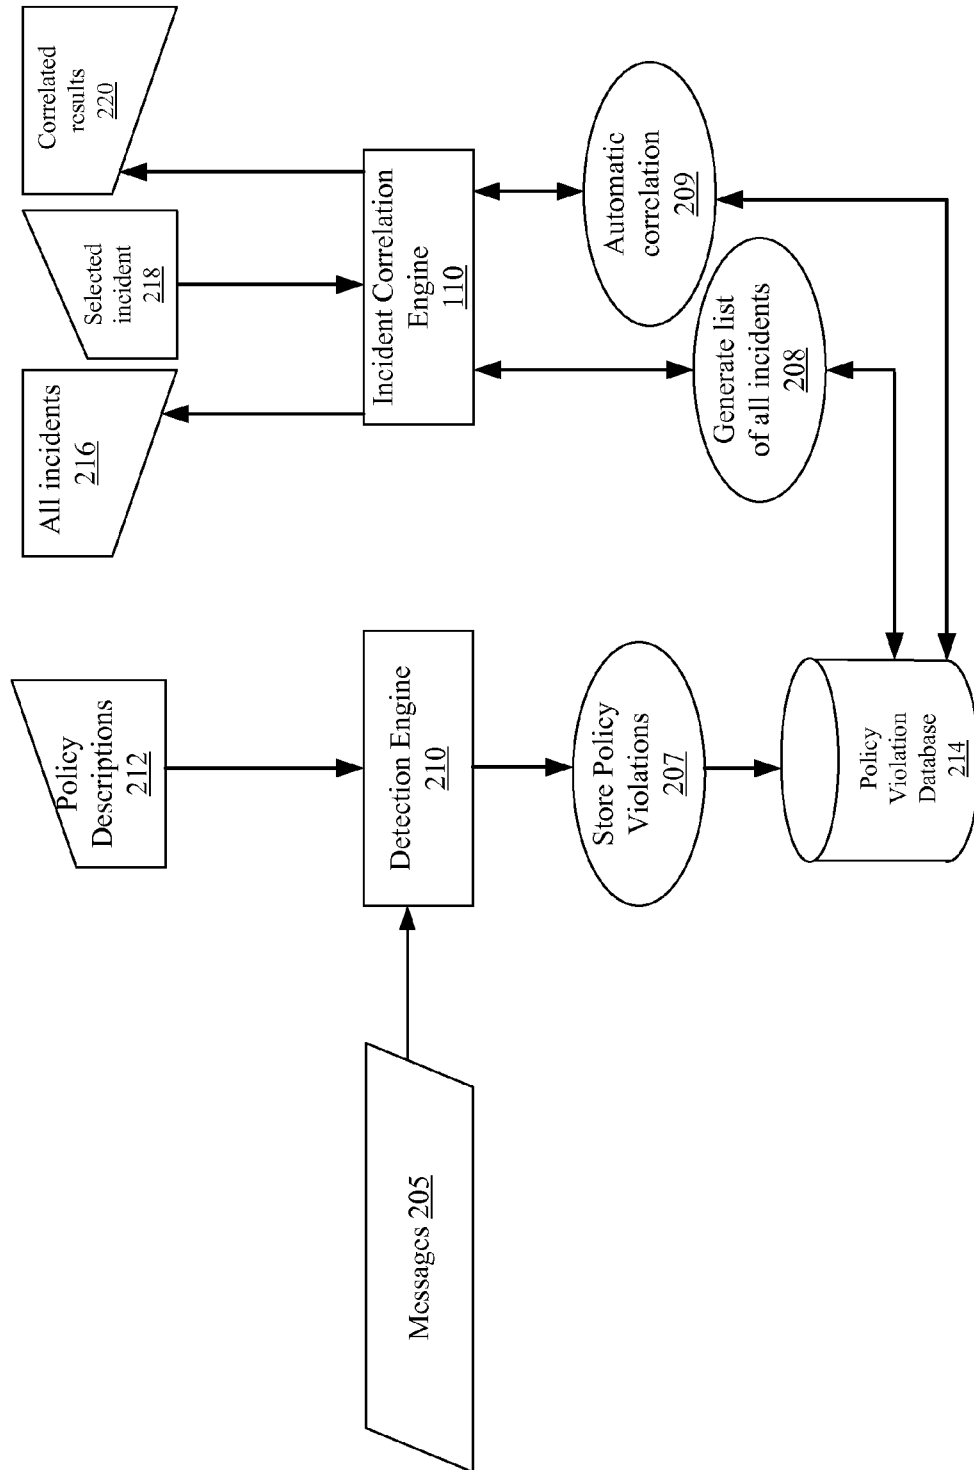 Policy
Descriptions
212
All incidents
216
Selected
incident
218
Correlated
results
220
Messages 205
Detection Engine
210
Incident Correlation
Engine
110
Store Policy
Violations
207
Generate list
of all incidents
208
Automatic
correlation
209
Policy
Violation
Database
214